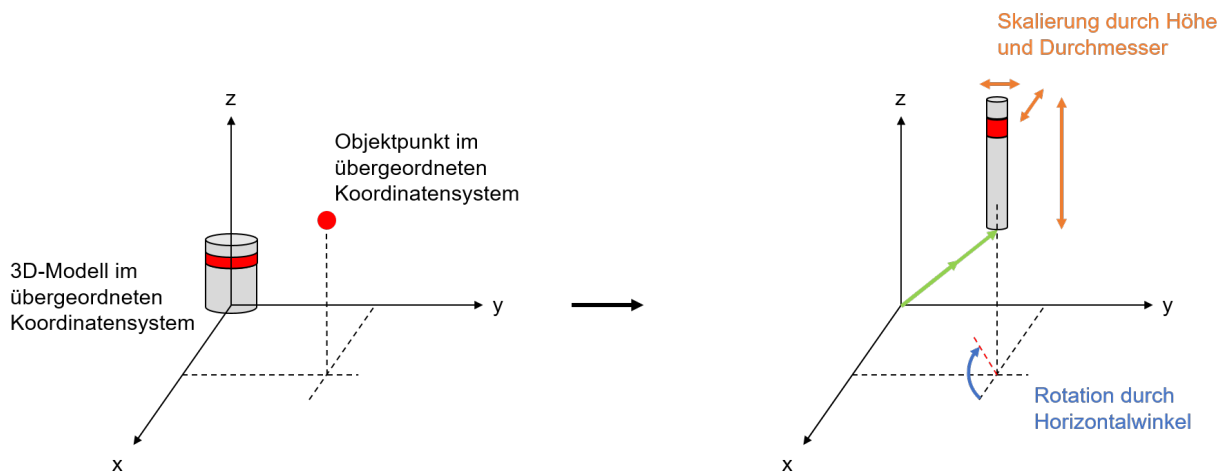 z
Objektpunkt im
übergeordneten
Koordinatensystem
3D-Modell im
übergeordneten
Koordinatensystem
y
x
Skalierung durch Höhe
und Durchmesser
z
y
Rotation durch
Horizontalwinkel
x